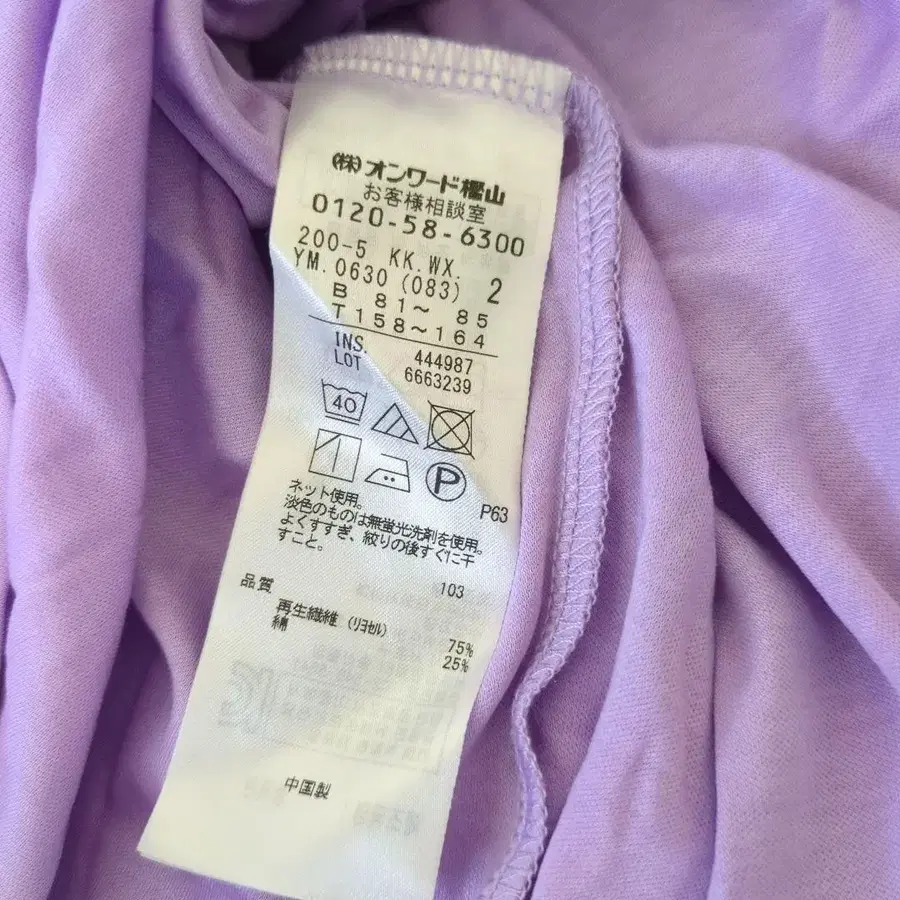 (株)オンワード樫山
お客様相談室
0120-58-6300
200-5 KK.WX. 2
YM.0630 (083)
B 81～ 85
T 158～164
INS. 444987
LOT 6663239
40
P
P63
ネット使用。
淡色のものは無蛍光洗剤を使用。
よくすすぎ、絞りの後すぐに干
すこと。
103
品質
再生繊維 (リヨセル) 75%
綿 25%
中国製